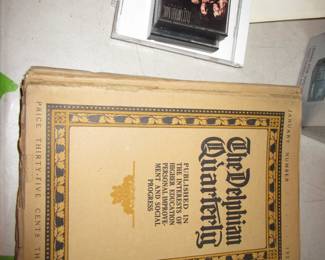 JANUARY NUMBER
The Delphian
Quarterly
PUBLISHED IN
THE INTERESTS OF
HIGHER EDUCATION
PERSONAL IMPROVE-
MENT AND SOCIAL
PROGRESS
PRICE THIRTY-FIVE CENTS